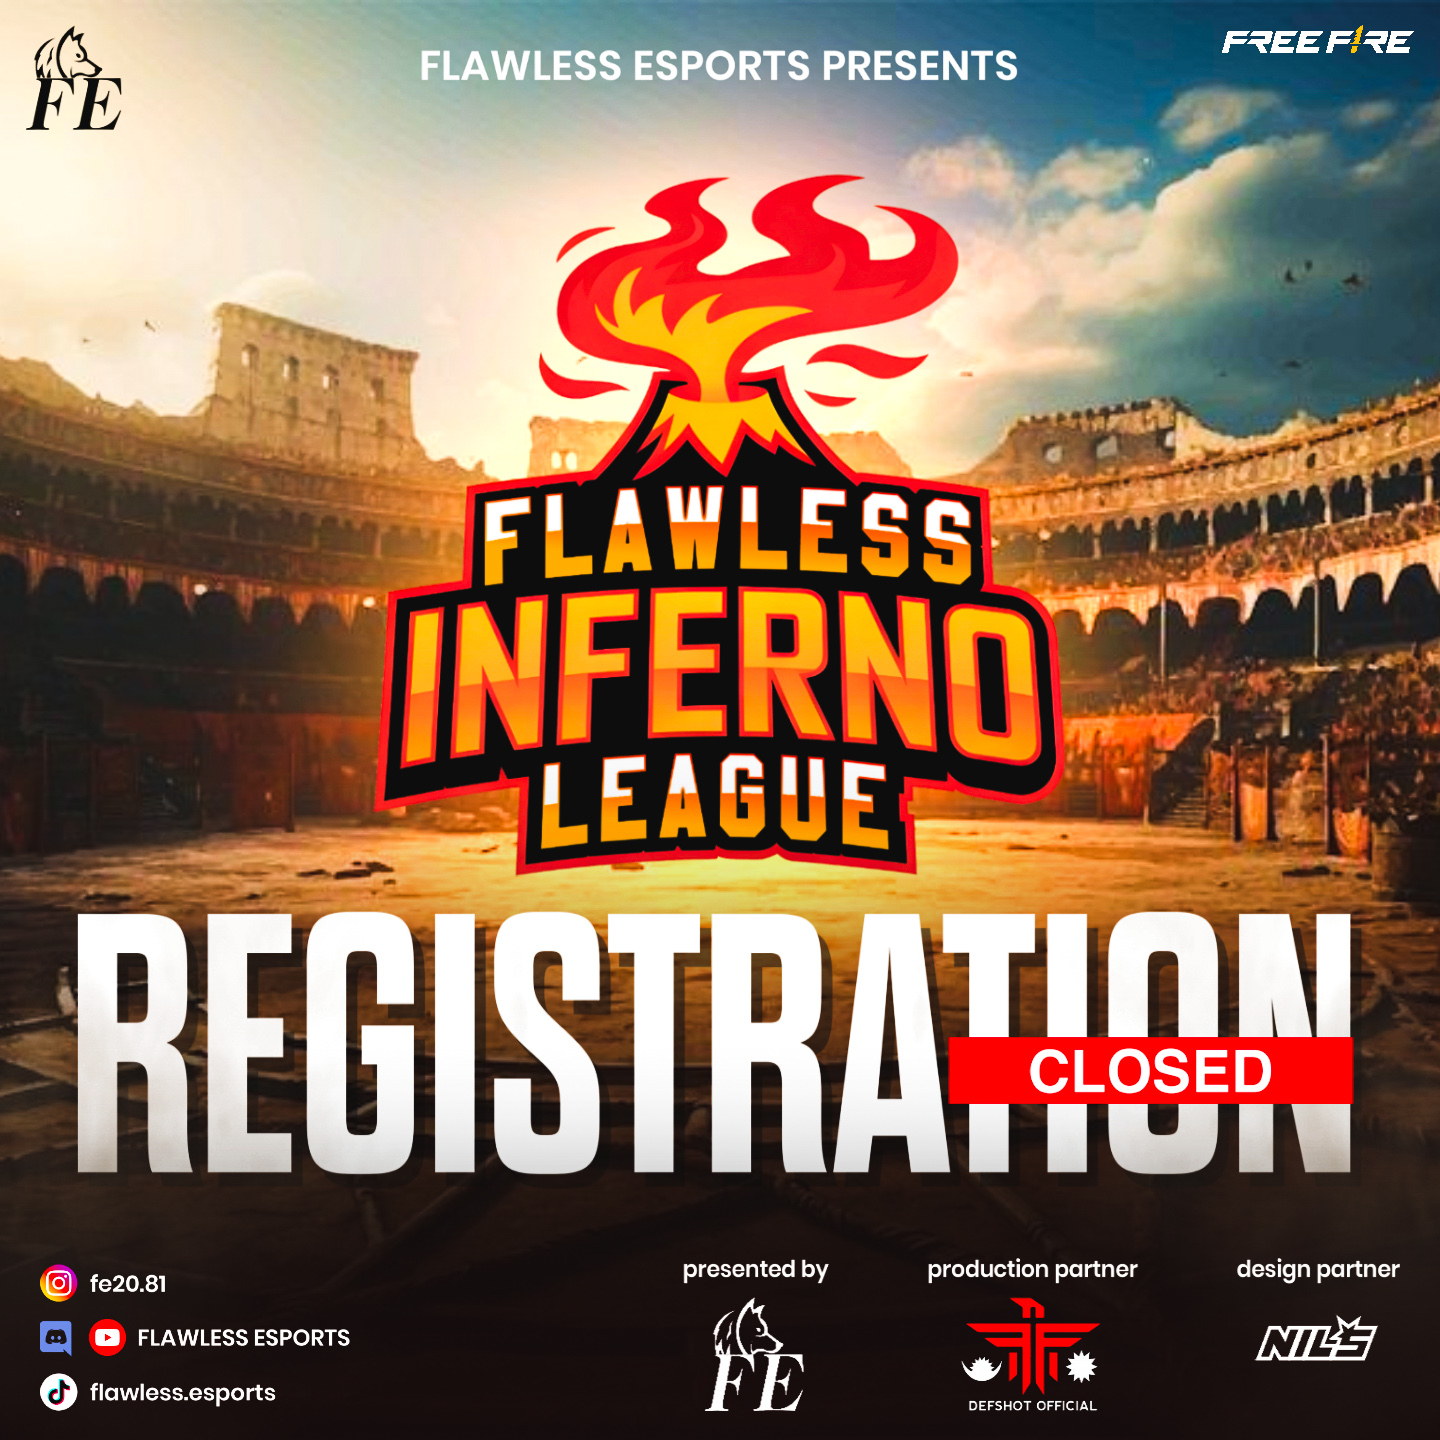 FE
FLAWLESS ESPORTS PRESENTS
FREE FIRE
FLAWLESS
INFERNO
LEAGUE
REGISTRATION
CLOSED
fe20.81
FLAWLESS ESPORTS
flawless.esports
presented by
FE
production partner
DEFSHOT OFFICIAL
design partner
NIL'S